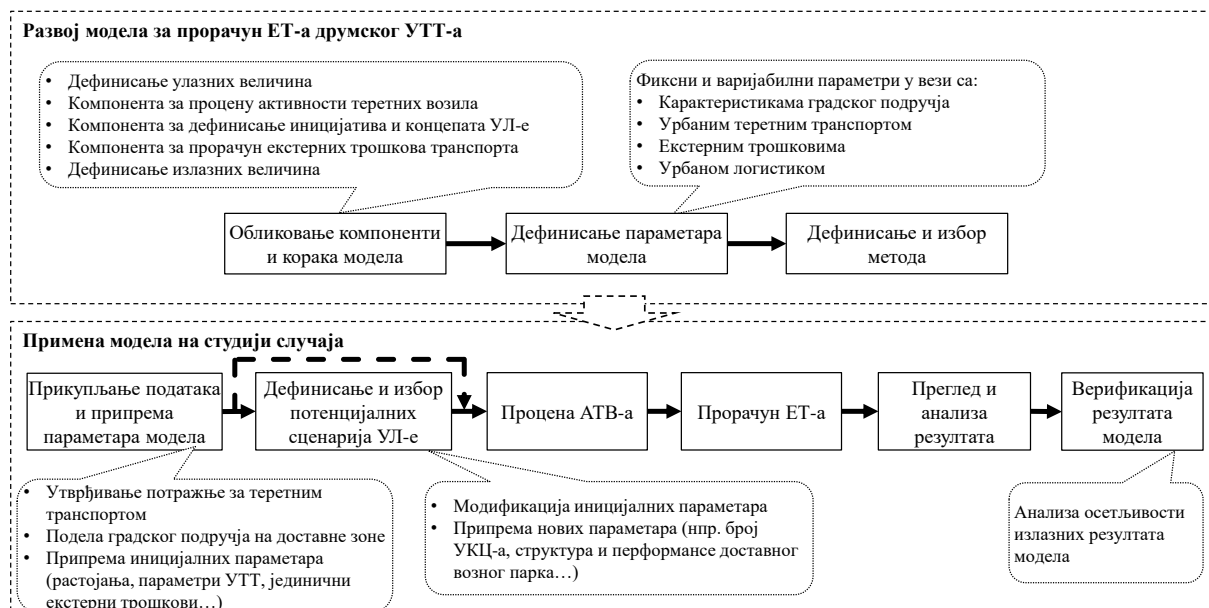 Развој модела за прорачун ЕТ-а друмског УТТ-а
• Дефинисање улазних величина
• Компонента за процену активности теретних возила
• Компонента за дефинисање иницијатива и концепата УЛ-е
• Компонента за прорачун екстерних трошкова транспорта
• Дефинисање излазних величина
Фиксни и варијабилни параметри у вези са:
• Карактеристикама градског подручја
• Урбаним теретним транспортом
• Екстерним трошковима
• Урбаном логистиком
Обликовање компоненти
и корака модела
Дефинисање параметара
модела
Дефинисање и избор
метода
Примена модела на студији случаја
Прикупљање података
и припрема
параметара модела
Дефинисање и избор
потенцијалних
сценарија УЛ-е
Процена АТВ-а
Прорачун ЕТ-а
Преглед и
анализа
резултата
Верификација
резултата
модела
• Утврђивање потражње за теретним
транспортом
• Подела градског подручја на доставне зоне
• Припрема иницијалних параметара
(растојања, параметри УТТ, јединични
екстерни трошкови…)
• Модификација иницијалних параметара
• Припрема нових параметара (нпр. број
УКЦ-а, структура и перформансе доставног
возног парка…)
Анализа осетљивости
излазних резултата
модела